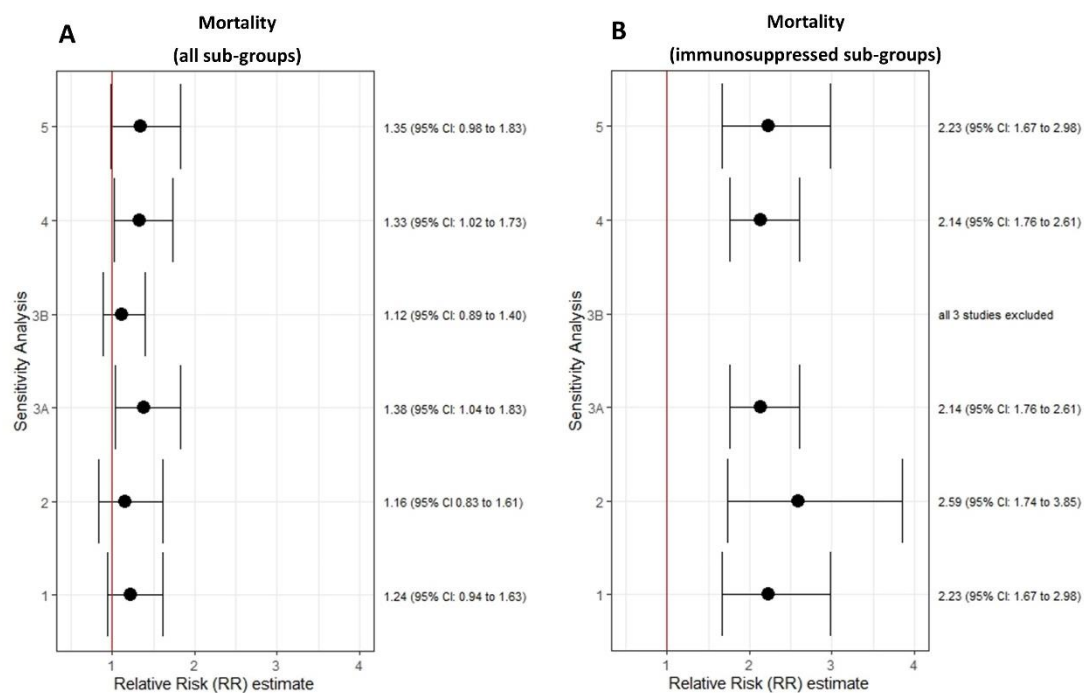 A
Mortality
(all sub-groups)
Sensitivity Analysis
5
1.35 (95% CI: 0.98 to 1.83)
4
1.33 (95% CI: 1.02 to 1.73)
3B
1.12 (95% CI: 0.89 to 1.40)
3A
1.38 (95% CI: 1.04 to 1.83)
2
1.16 (95% CI 0.83 to 1.61)
1
1.24 (95% CI: 0.94 to 1.63)
1 2 3 4
Relative Risk (RR) estimate
B
Mortality
(immunosuppressed sub-groups)
Sensitivity Analysis
5
2.23 (95% CI: 1.67 to 2.98)
4
2.14 (95% CI: 1.76 to 2.61)
3B
all 3 studies excluded
3A
2.14 (95% CI: 1.76 to 2.61)
2
2.59 (95% CI: 1.74 to 3.85)
1
2.23 (95% CI: 1.67 to 2.98)
1 2 3 4
Relative Risk (RR) estimate